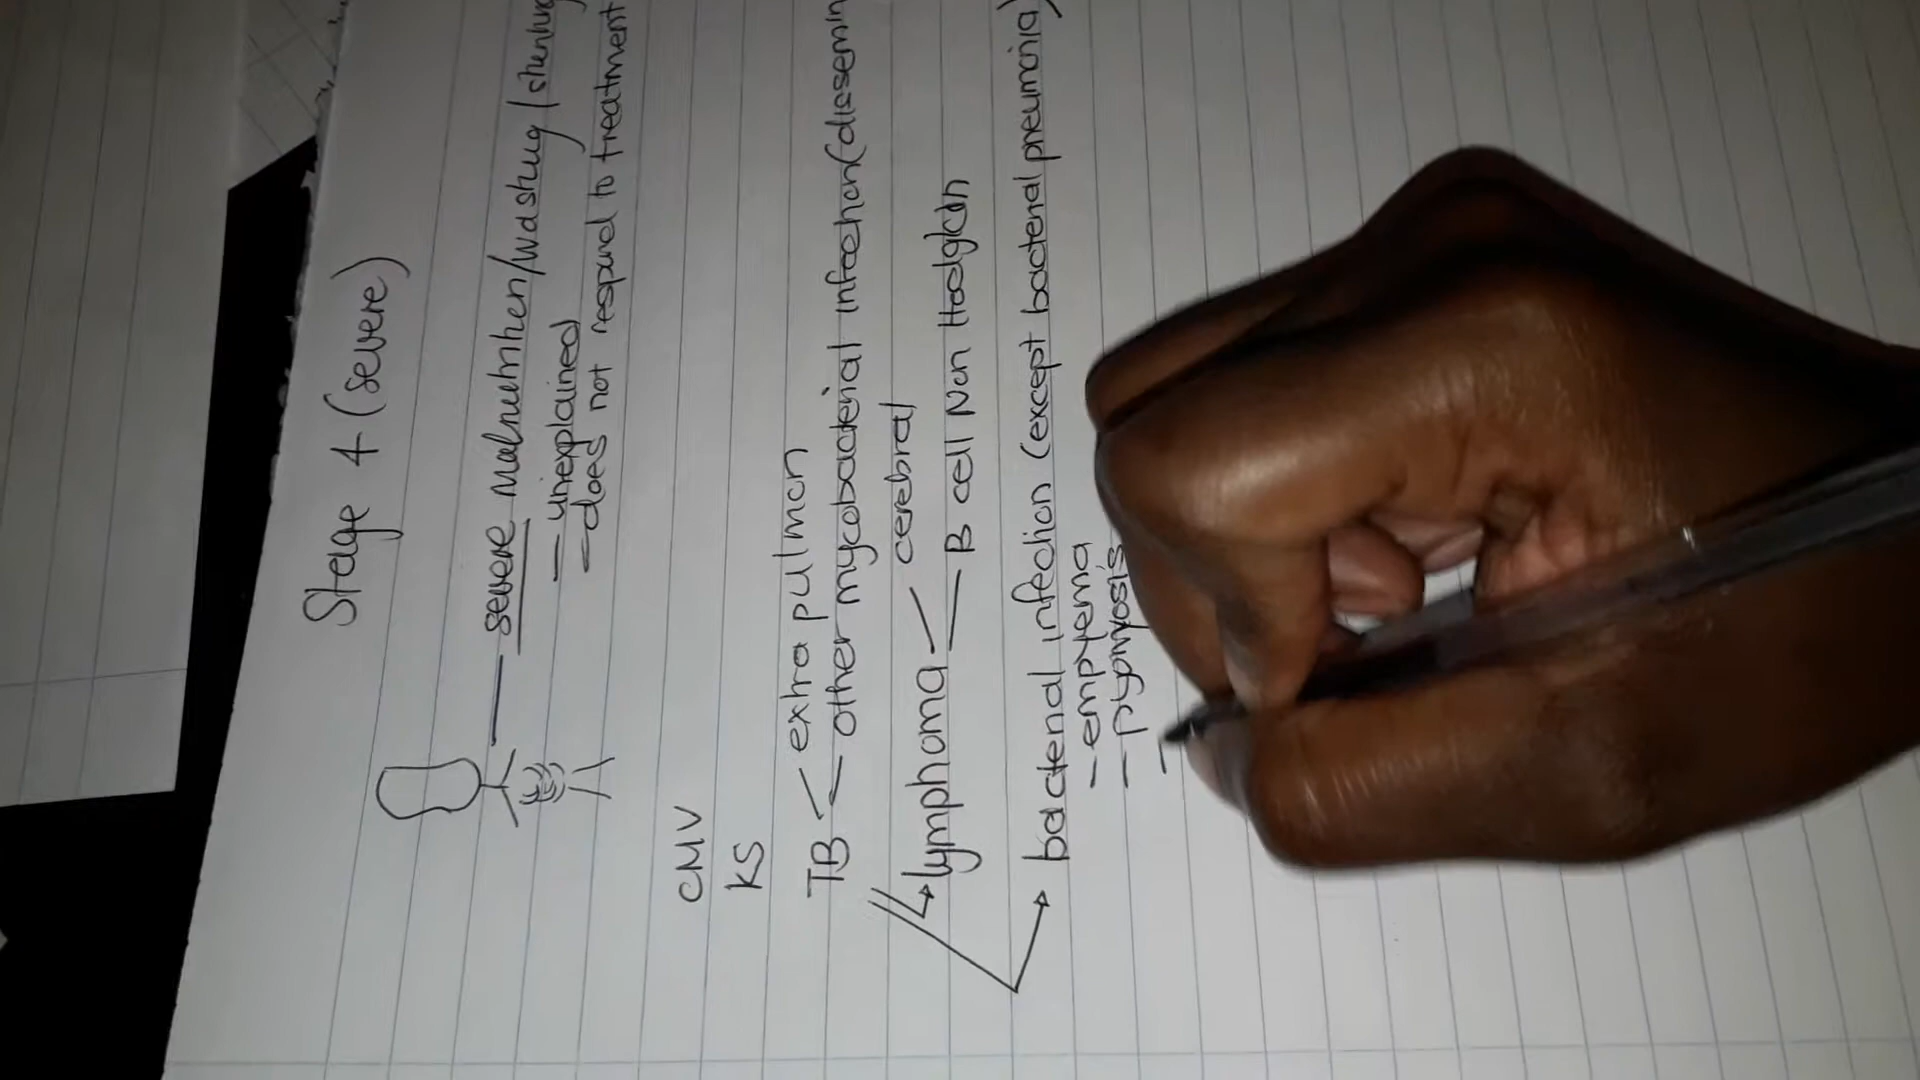 Stage 4 (severe)
severe malnutrition/wasting/stunting
- unexplained
- does not respond to treatment
CMV
KS
TB - extra pulmon
- other mycobacterial infection (dissemin
lymphoma - cerebral
- B cell Non Hodgkin
bacterial infection (except bacterial pneumonia)
- empyema
- pyomyosis
-